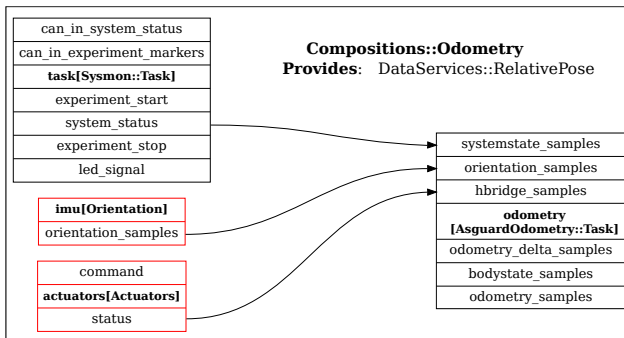 can_in_system_status
can_in_experiment_markers
task[Sysmon::Task]
experiment_start
system_status
experiment_stop
led_signal
imu[Orientation]
orientation_samples
command
actuators[Actuators]
status
Compositions::Odometry
Provides: DataServices::RelativePose
systemstate_samples
orientation_samples
hbridge_samples
odometry
[AsguardOdometry::Task]
odometry_delta_samples
bodystate_samples
odometry_samples